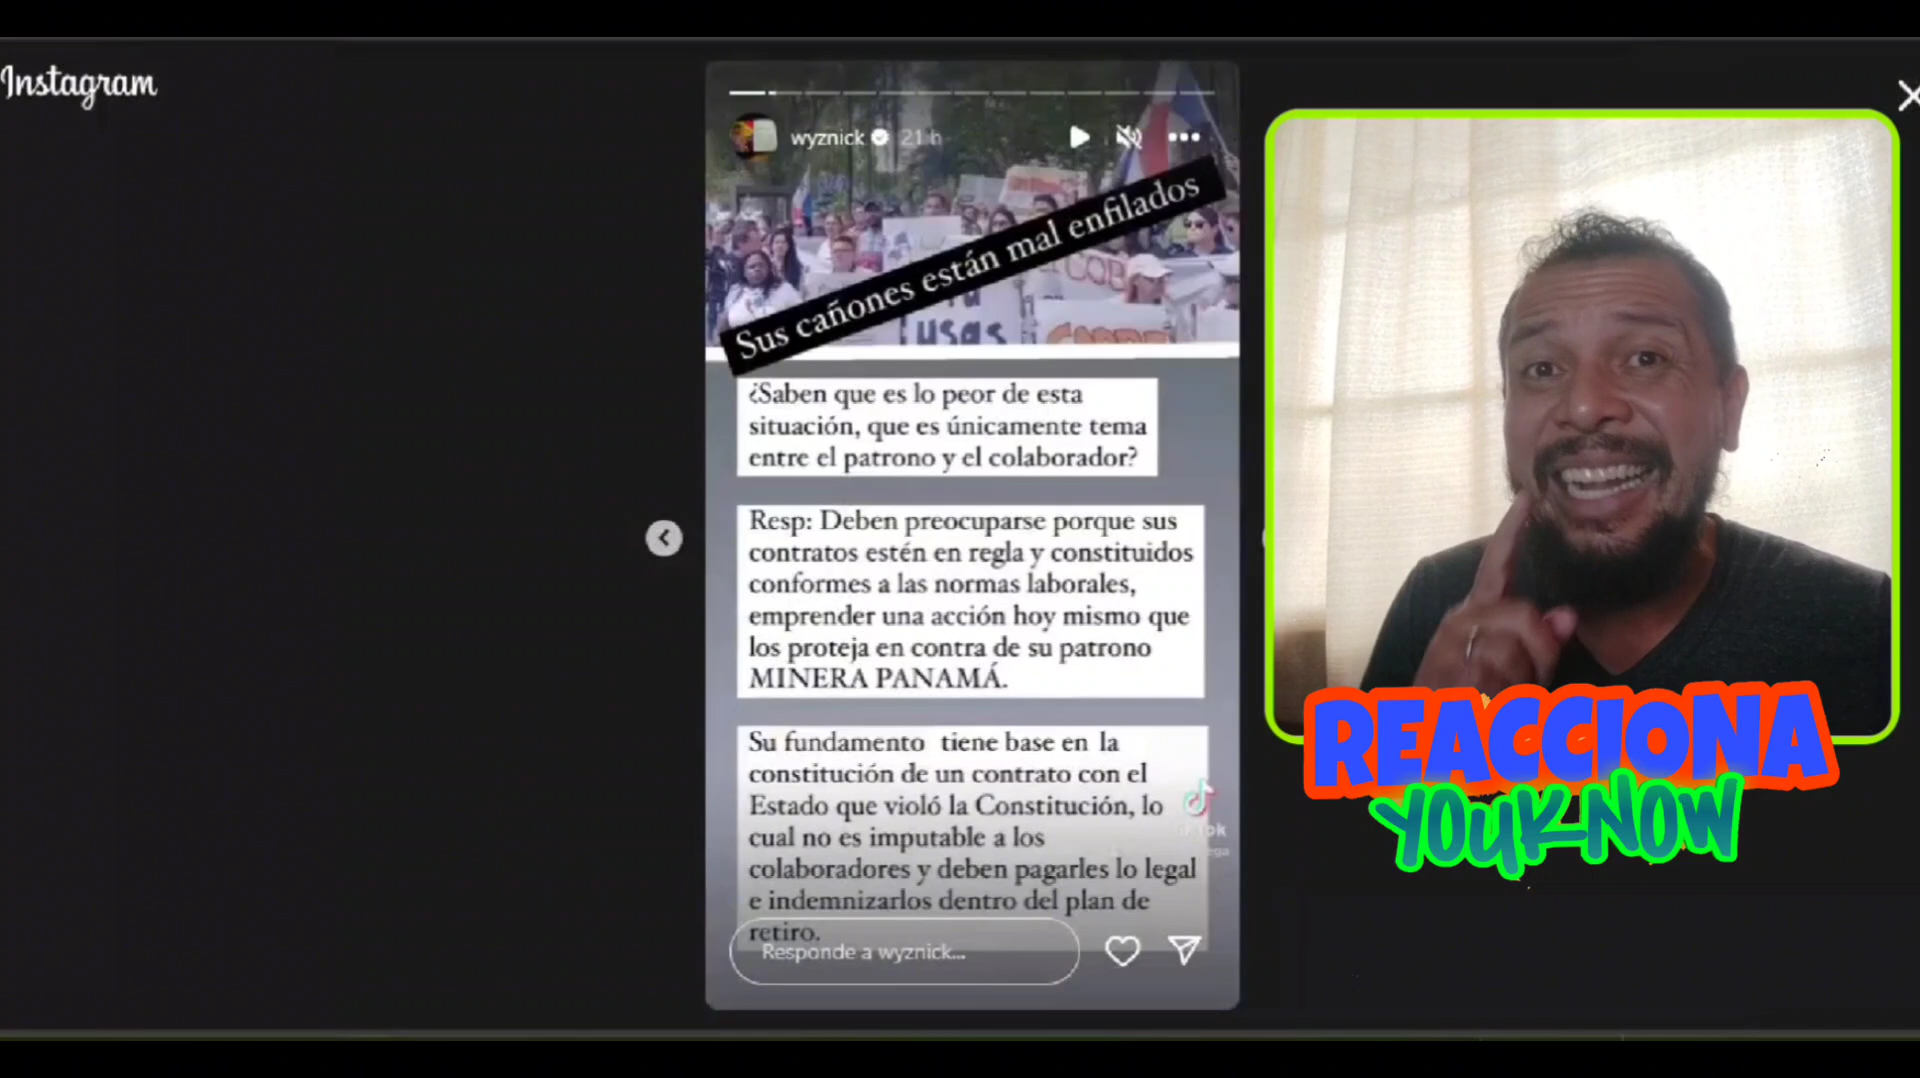 Instagram
wyznick 21 h
Sus cañones están mal enfilados
COB
usas
COBRE
¿Saben que es lo peor de esta
situación, que es únicamente tema
entre el patrono y el colaborador?
Resp: Deben preocuparse porque sus
contratos estén en regla y constituidos
conformes a las normas laborales,
emprender una acción hoy mismo que
los proteja en contra de su patrono
MINERA PANAMÁ.
Su fundamento tiene base en la
constitución de un contrato con el
Estado que violó la Constitución, lo
cual no es imputable a los
colaboradores y deben pagarles lo legal
e indemnizarlos dentro del plan de
retiro.
Responde a wyznick...
REACCIONA
YOUKNOW